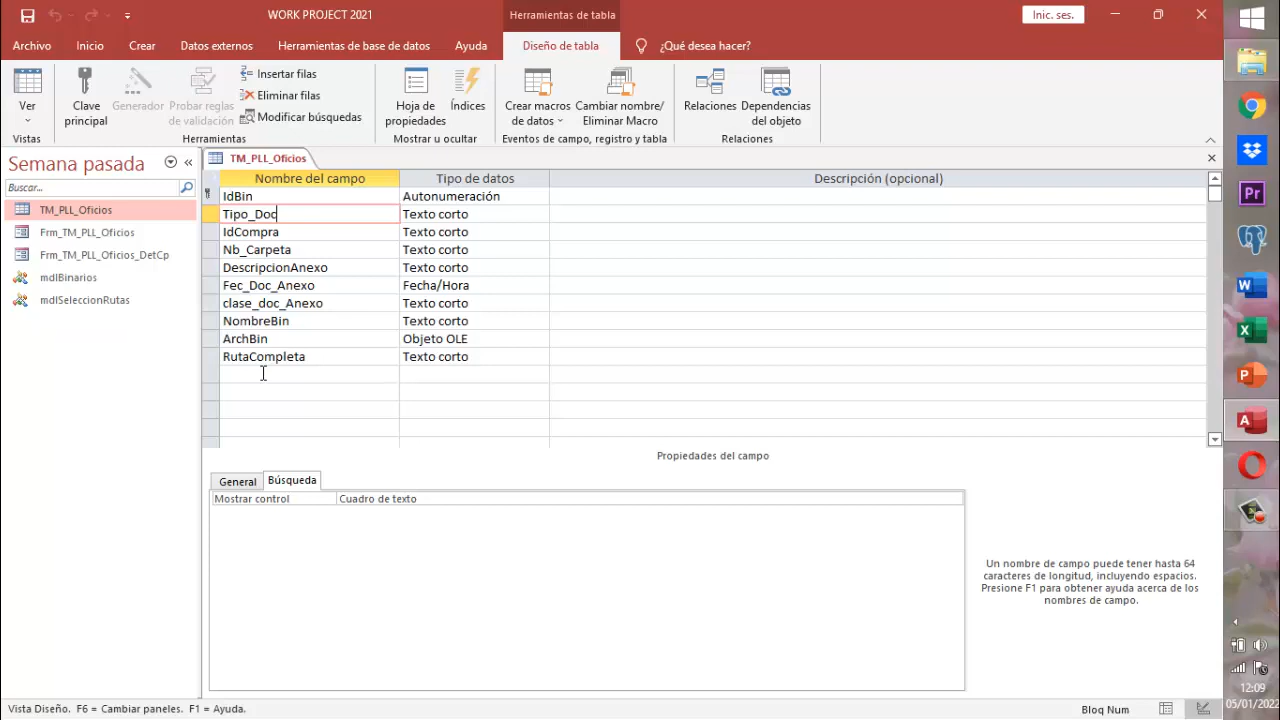 WORK PROJECT 2021
Herramientas de tabla
Inic. ses.
Archivo Inicio Crear Datos externos Herramientas de base de datos Ayuda Diseño de tabla ¿Qué desea hacer?
Ver
Vistas
Clave principal
Generador
Probar reglas de validación
Insertar filas
Eliminar filas
Modificar búsquedas
Herramientas
Hoja de propiedades
Índices
Mostrar u ocultar
Crear macros de datos
Cambiar nombre/ Eliminar Macro
Eventos de campo, registro y tabla
Relaciones
Dependencias del objeto
Relaciones
Semana pasada
Buscar...
TM_PLL_Oficios
Frm_TM_PLL_Oficios
Frm_TM_PLL_Oficios_DetCp
mdlBinarios
mdlSeleccionRutas
TM_PLL_Oficios
Nombre del campo Tipo de datos Descripción (opcional)
IdBin Autonumeración
Tipo_Doc Texto corto
IdCompra Texto corto
Nb_Carpeta Texto corto
DescripcionAnexo Texto corto
Fec_Doc_Anexo Fecha/Hora
clase_doc_Anexo Texto corto
NombreBin Texto corto
ArchBin Objeto OLE
RutaCompleta Texto corto
Propiedades del campo
General Búsqueda
Mostrar control Cuadro de texto
Un nombre de campo puede tener hasta 64
caracteres de longitud, incluyendo espacios.
Presione F1 para obtener ayuda acerca de los
nombres de campo.
Vista Diseño. F6 = Cambiar paneles. F1 = Ayuda.
Bloq Num
Pr
W
X
P
A
12:09
05/01/2022